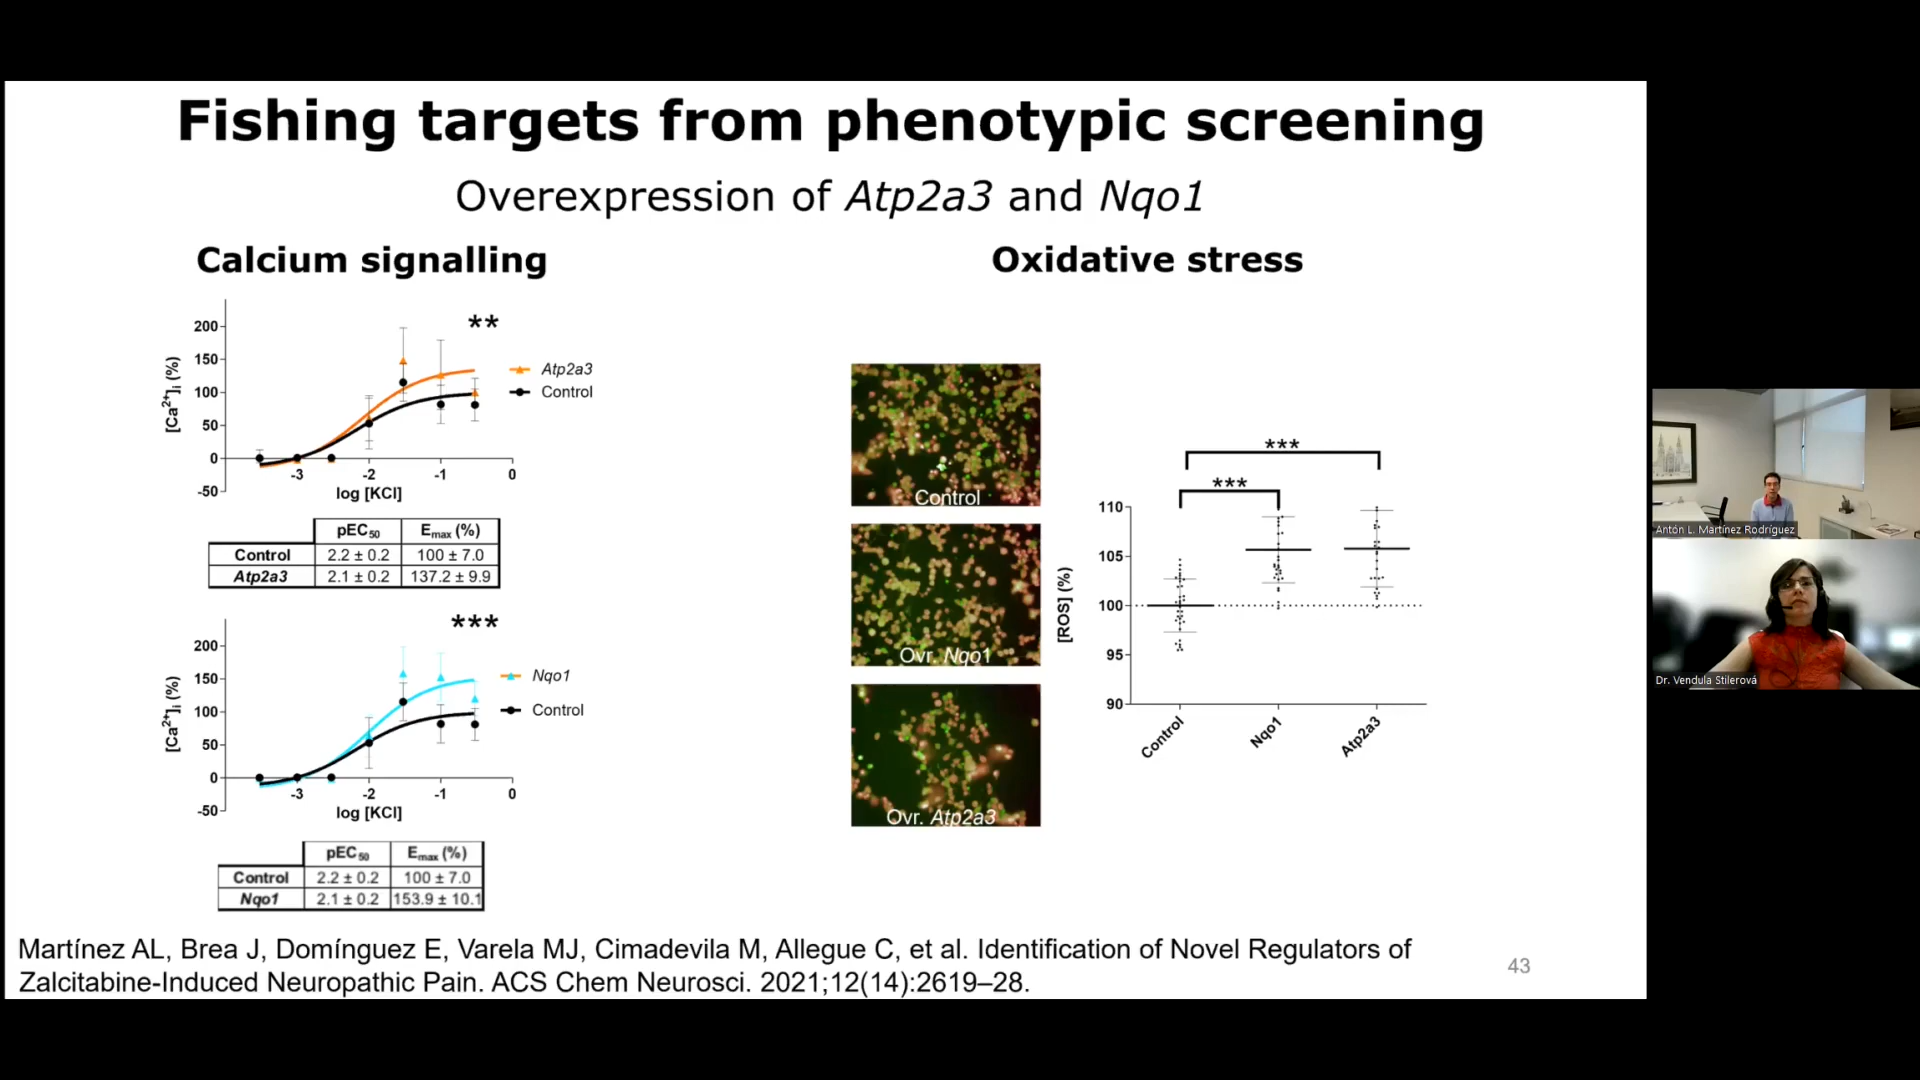 Fishing targets from phenotypic screening
Overexpression of Atp2a3 and Nqo1
Calcium signalling
200
150
100
50
0
-50
[Ca2+]i (%)
-3
-2
-1
0
log [KCl]
**
Atp2a3
Control
pEC50 Emax (%)
Control 2.2 ± 0.2 100 ± 7.0
Atp2a3 2.1 ± 0.2 137.2 ± 9.9
200
150
100
50
0
-50
[Ca2+]i (%)
-3
-2
-1
0
log [KCl]
***
Nqo1
Control
pEC50 Emax (%)
Control 2.2 ± 0.2 100 ± 7.0
Nqo1 2.1 ± 0.2 153.9 ± 10.1
Oxidative stress
Control
Ovr. Nqo1
Ovr. Atp2a3
***
***
110
105
100
95
90
[ROS] (%)
Control
Nqo1
Atp2a3
Martínez AL, Brea J, Domínguez E, Varela MJ, Cimadevila M, Allegue C, et al. Identification of Novel Regulators of
Zalcitabine-Induced Neuropathic Pain. ACS Chem Neurosci. 2021;12(14):2619–28.
43
Antón L. Martínez Rodríguez
Dr. Vendula Stilerová